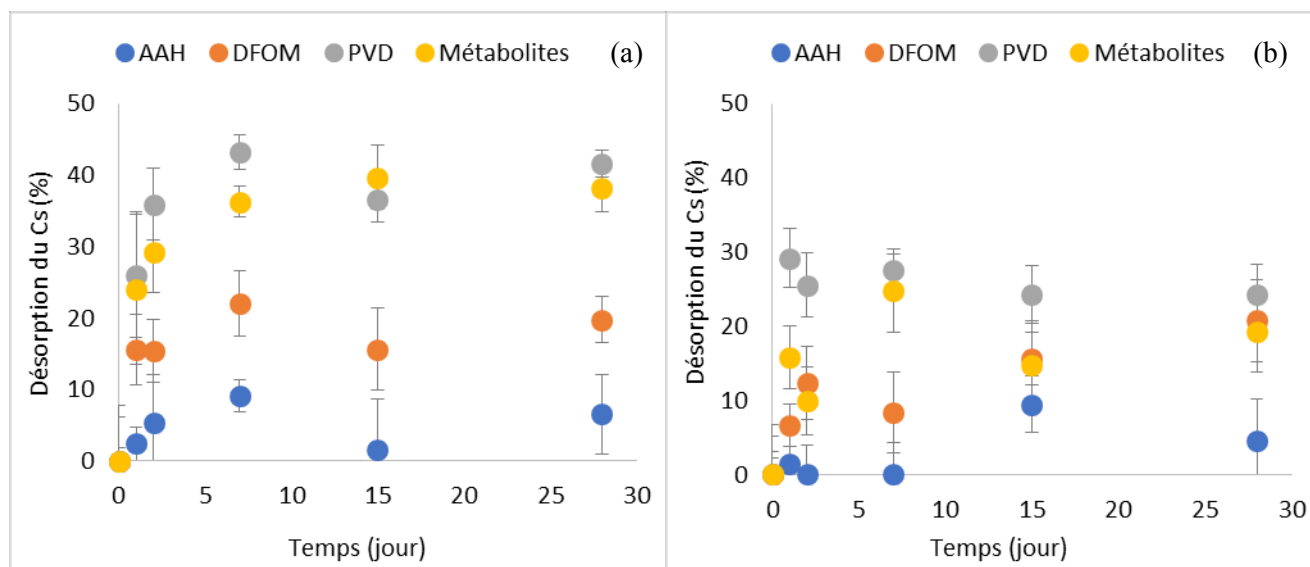 AAH DFOM PVD Métabolites (a)
50
40
30
20
10
0
Désorption du Cs (%)
0 5 10 15 20 25 30
Temps (jour)
AAH DFOM PVD Métabolites (b)
50
40
30
20
10
0
Désorption du Cs (%)
0 5 10 15 20 25 30
Temps (jour)